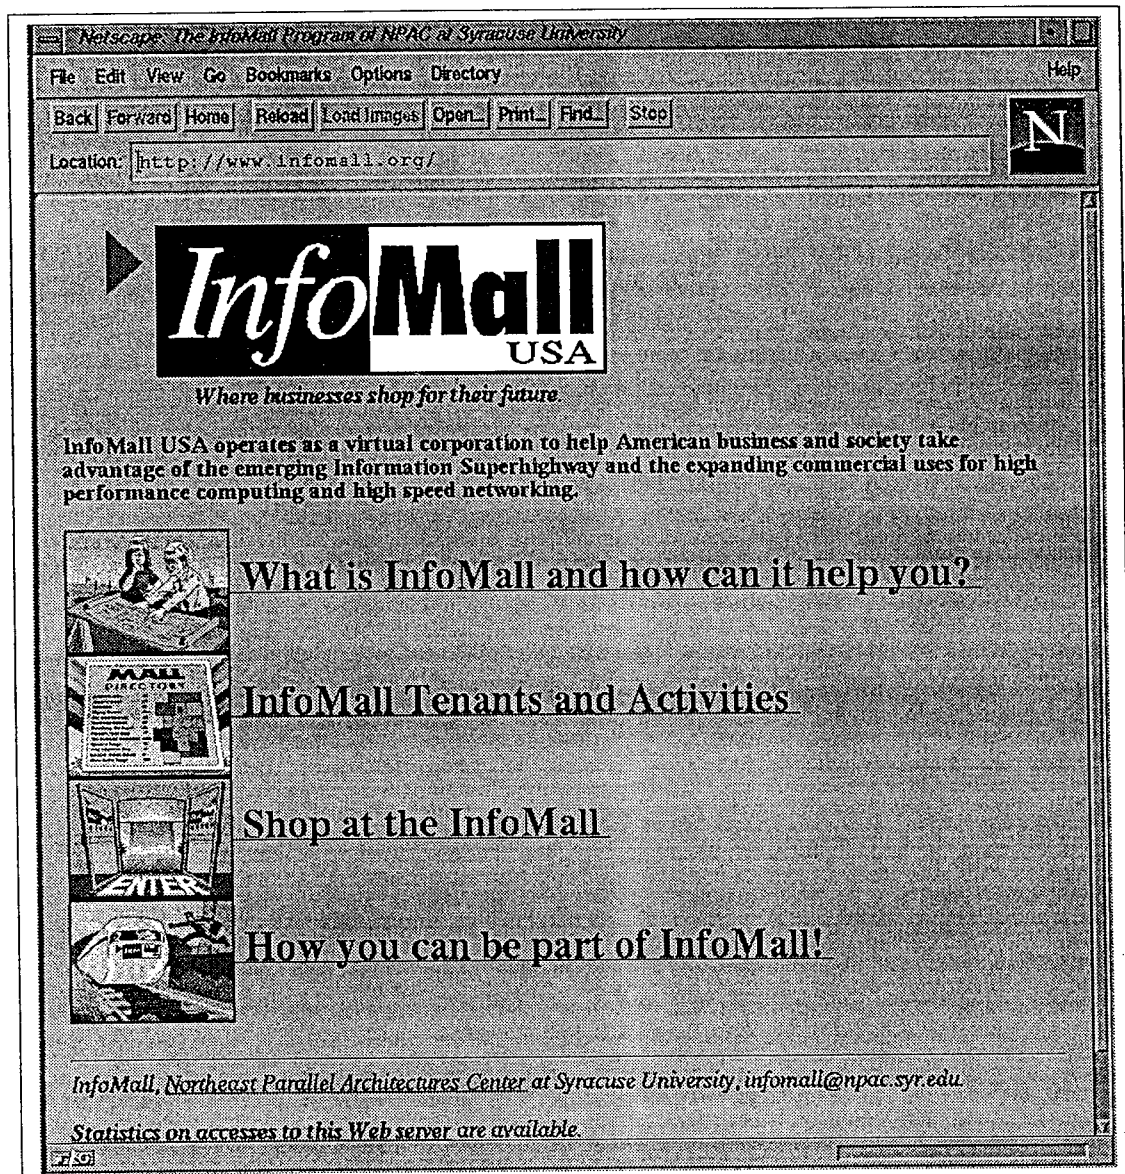 Netscape: The InfoMall Program of NPAC at Syracuse University
File Edit View Go Bookmarks Options Directory Help
Back Forward Home Reload Load Images Open... Print... Find... Stop
Location: http://www.infomall.org/
N
InfoMall
USA
Where businesses shop for their future.
InfoMall USA operates as a virtual corporation to help American business and society take
advantage of the emerging Information Superhighway and the expanding commercial uses for high
performance computing and high speed networking.
What is InfoMall and how can it help you?
MALL
DIRECTORY
InfoMall Tenants and Activities
Shop at the InfoMall
ENTER
How you can be part of InfoMall!
InfoMall, Northeast Parallel Architectures Center at Syracuse University, infomall@npac.syr.edu.
Statistics on accesses to this Web server are available.